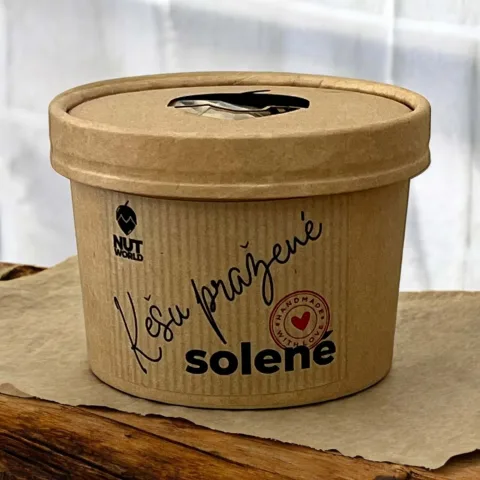 NUT
WORLD
Kešu pražené
HANDMADE
WITH LOVE
solené